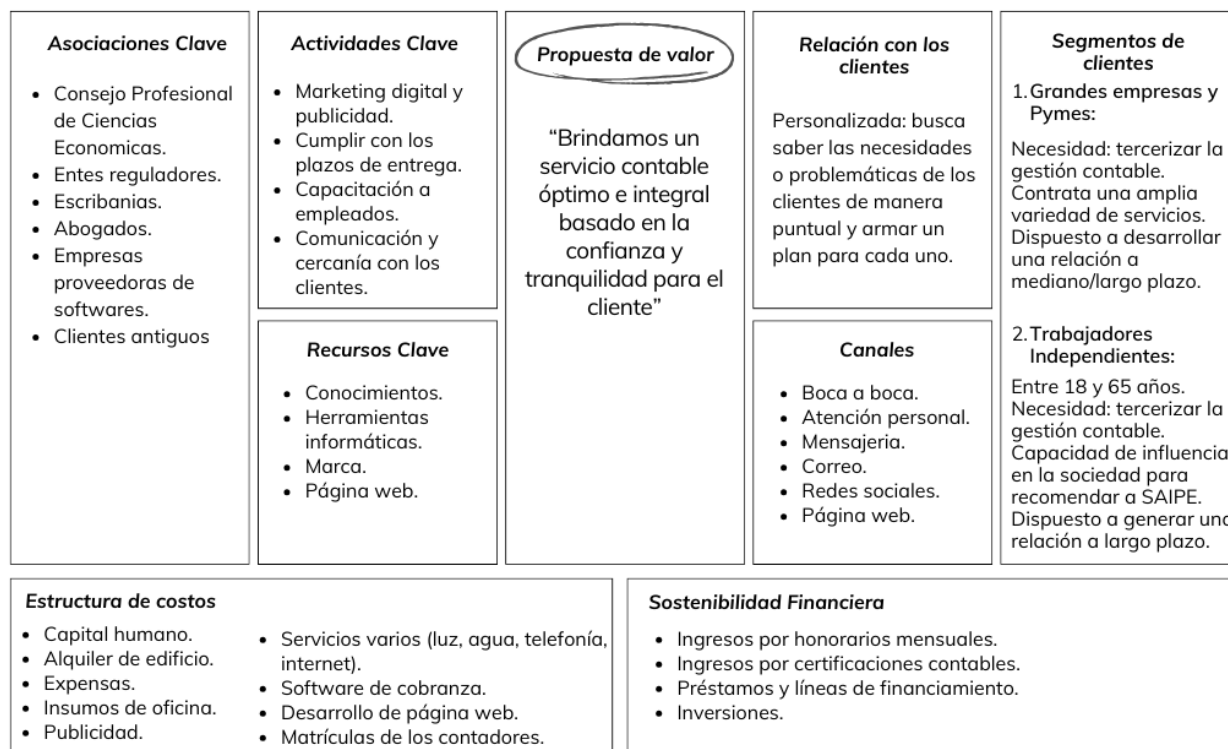 Asociaciones Clave
• Consejo Profesional
de Ciencias
Economicas.
• Entes reguladores.
• Escribanias.
• Abogados.
• Empresas
proveedoras de
softwares.
• Clientes antiguos
Actividades Clave
• Marketing digital y
publicidad.
• Cumplir con los
plazos de entrega.
• Capacitación a
empleados.
• Comunicación y
cercanía con los
clientes.
Recursos Clave
• Conocimientos.
• Herramientas
informáticas.
• Marca.
• Página web.
Propuesta de valor
“Brindamos un
servicio contable
óptimo e integral
basado en la
confianza y
tranquilidad para el
cliente”
Relación con los
clientes
Personalizada: busca
saber las necesidades
o problemáticas de los
clientes de manera
puntual y armar un
plan para cada uno.
Canales
• Boca a boca.
• Atención personal.
• Mensajeria.
• Correo.
• Redes sociales.
• Página web.
Segmentos de
clientes
1. Grandes empresas y
Pymes:
Necesidad: tercerizar la
gestión contable.
Contrata una amplia
variedad de servicios.
Dispuesto a desarrollar
una relación a
mediano/largo plazo.
2. Trabajadores
Independientes:
Entre 18 y 65 años.
Necesidad: tercerizar la
gestión contable.
Capacidad de influencia
en la sociedad para
recomendar a SAIPE.
Dispuesto a generar una
relación a largo plazo.
Estructura de costos
• Capital humano.
• Alquiler de edificio.
• Expensas.
• Insumos de oficina.
• Publicidad.
• Servicios varios (luz, agua, telefonía,
internet).
• Software de cobranza.
• Desarrollo de página web.
• Matrículas de los contadores.
Sostenibilidad Financiera
• Ingresos por honorarios mensuales.
• Ingresos por certificaciones contables.
• Préstamos y líneas de financiamiento.
• Inversiones.